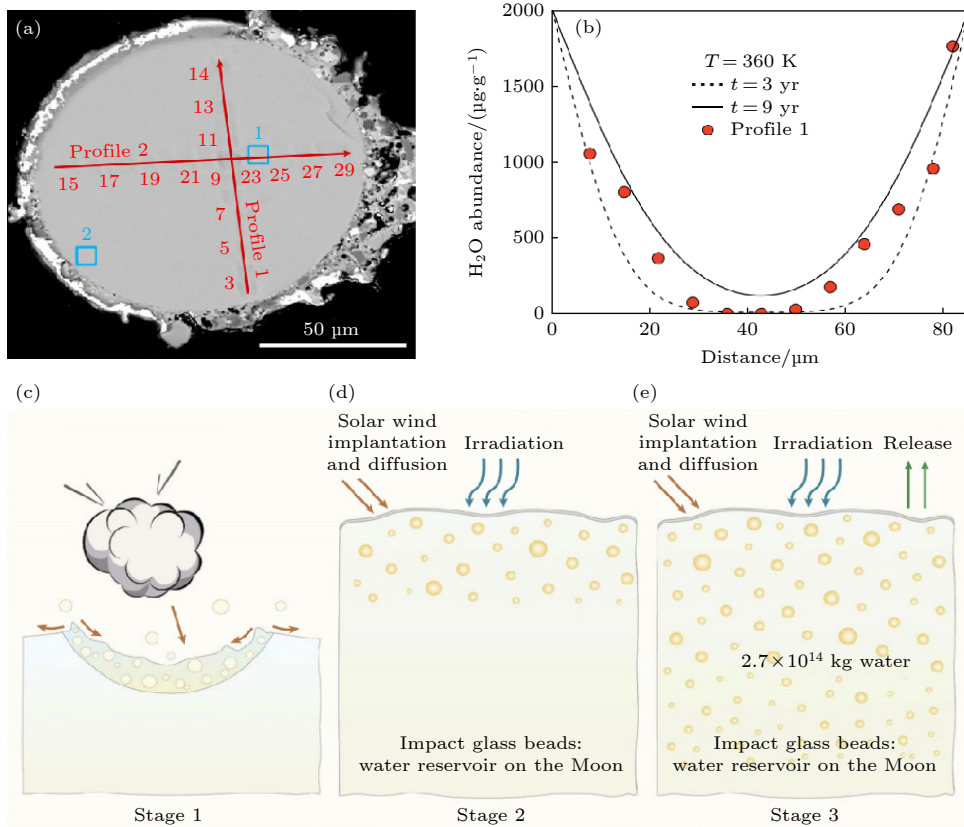 (a)
14
13
11
1
Profile 2
15 17 19 21 9 23 25 27 29
7
Profile 1
5
3
2
50 µm
(b)
2000
1500
1000
500
0
H₂O abundance/(µg·g⁻¹)
T = 360 K
t = 3 yr
t = 9 yr
Profile 1
0 20 40 60 80
Distance/µm
(c)
Stage 1
(d)
Solar wind
implantation
and diffusion
Irradiation
Impact glass beads:
water reservoir on the Moon
Stage 2
(e)
Solar wind
implantation
and diffusion
Irradiation
Release
2.7×10¹⁴ kg water
Impact glass beads:
water reservoir on the Moon
Stage 3